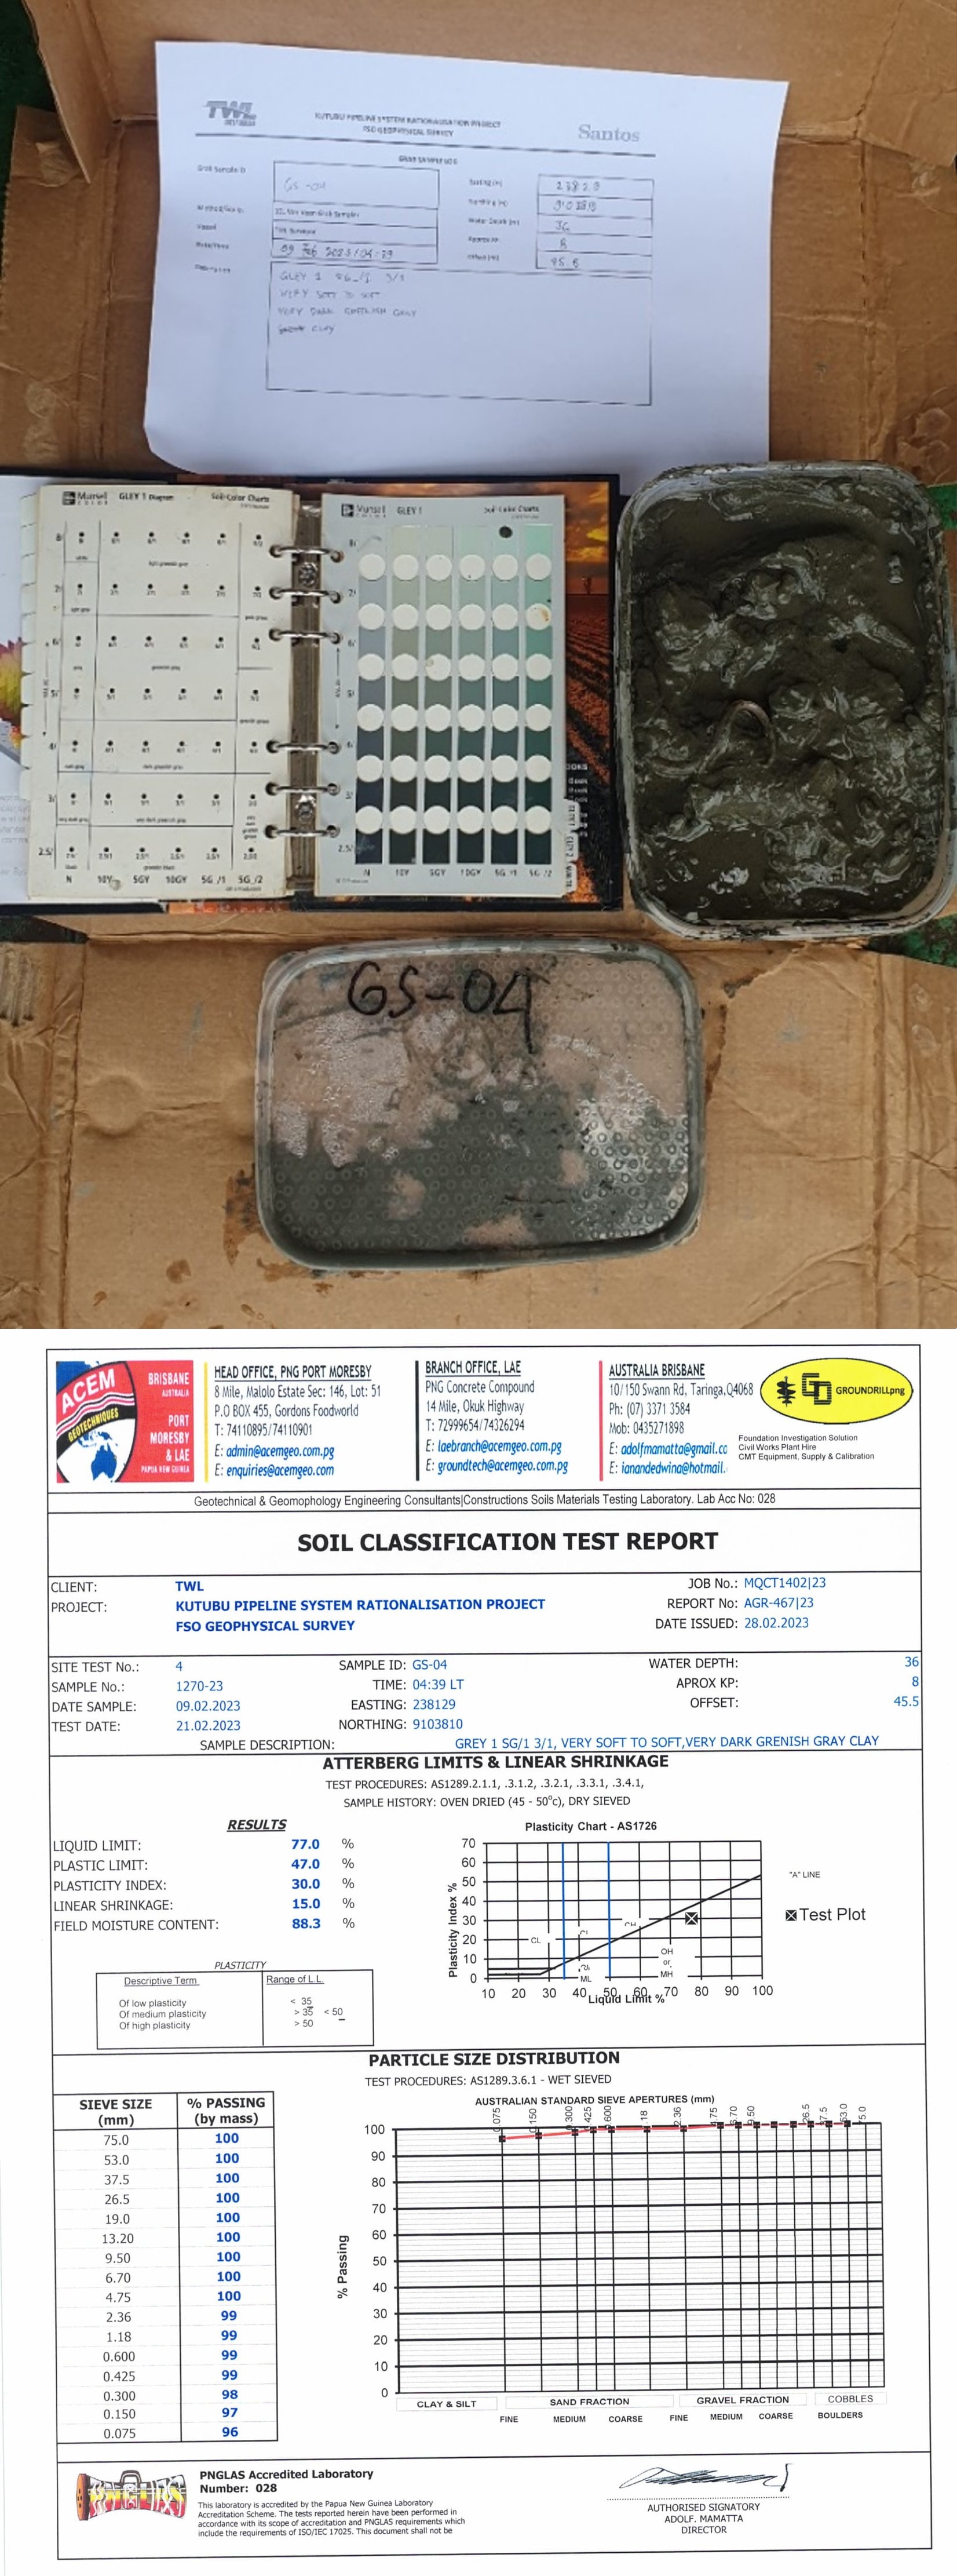 TWL
KUTUBU PIPELINE SYSTEM RATIONALISATION PROJECT
FSO GEOPHYSICAL SURVEY
Santos
GRAB SAMPLE LOG
Grab Sample ID
GS-04
Vessel
Date/Time
09 Feb 2023/04:39
36
8
45.5
GLEY 1 5G_/1 3/1
VERY SOFT TO SOFT
VERY DARK GREENISH GRAY
CLAY
Munsell
COLOR
GLEY 1 Diagram
Soil-Color Charts
N 10Y 5GY 10GY 5G /1 5G_/2
Munsell
COLOR
GLEY 1
Soil-Color Charts
N 10Y 5GY 10GY 5G /1 5G_/2
GS-04
ACEM
GEOTECHNIQUES
BRISBANE
AUSTRALIA
PORT
MORESBY
& LAE
PAPUA NEW GUINEA
HEAD OFFICE, PNG PORT MORESBY
8 Mile, Malolo Estate Sec: 146, Lot: 51
P.O BOX 455, Gordons Foodworld
T: 74110895/74110901
E: admin@acemgeo.com.pg
E: enquiries@acemgeo.com
BRANCH OFFICE, LAE
PNG Concrete Compound
14 Mile, Okuk Highway
T: 72999654/74326294
E: laebranch@acemgeo.com.pg
E: groundtech@acemgeo.com.pg
AUSTRALIA BRISBANE
10/150 Swann Rd, Taringa,Q4068
Ph: (07) 3371 3584
Mob: 0435271898
E: adolfmamatta@gmail.cc
E: ianandedwina@hotmail.
GROUNDRILLpng
Foundation Investigation Solution
Civil Works Plant Hire
CMT Equipment, Supply & Calibration
Geotechnical & Geomophology Engineering Consultants|Constructions Soils Materials Testing Laboratory. Lab Acc No: 028
SOIL CLASSIFICATION TEST REPORT
CLIENT: TWL
PROJECT: KUTUBU PIPELINE SYSTEM RATIONALISATION PROJECT
FSO GEOPHYSICAL SURVEY
JOB No.: MQCT1402|23
REPORT No: AGR-467|23
DATE ISSUED: 28.02.2023
SITE TEST No.: 4 SAMPLE ID: GS-04 WATER DEPTH: 36
SAMPLE No.: 1270-23 TIME: 04:39 LT APROX KP: 8
DATE SAMPLE: 09.02.2023 EASTING: 238129 OFFSET: 45.5
TEST DATE: 21.02.2023 NORTHING: 9103810
SAMPLE DESCRIPTION: GREY 1 SG/1 3/1, VERY SOFT TO SOFT,VERY DARK GRENISH GRAY CLAY
ATTERBERG LIMITS & LINEAR SHRINKAGE
TEST PROCEDURES: AS1289.2.1.1, .3.1.2, .3.2.1, .3.3.1, .3.4.1,
SAMPLE HISTORY: OVEN DRIED (45 - 50°c), DRY SIEVED
RESULTS
LIQUID LIMIT: 77.0 %
PLASTIC LIMIT: 47.0 %
PLASTICITY INDEX: 30.0 %
LINEAR SHRINKAGE: 15.0 %
FIELD MOISTURE CONTENT: 88.3 %
PLASTICITY
Descriptive Term Range of L.L.
Of low plasticity < 35
Of medium plasticity > 35 < 50
Of high plasticity > 50
Plasticity Chart - AS1726
Plasticity Index %
70
60
50
40
30
20
10
0
CL
CI
CH
ML
OH
or
MH
10 20 30 40 50 60 70 80 90 100
Liquid Limit %
"A" LINE
Test Plot
PARTICLE SIZE DISTRIBUTION
TEST PROCEDURES: AS1289.3.6.1 - WET SIEVED
SIEVE SIZE (mm) % PASSING (by mass)
75.0 100
53.0 100
37.5 100
26.5 100
19.0 100
13.20 100
9.50 100
6.70 100
4.75 100
2.36 99
1.18 99
0.600 99
0.425 99
0.300 98
0.150 97
0.075 96
AUSTRALIAN STANDARD SIEVE APERTURES (mm)
0.075 0.150 0.300 .425 0.600 .18 2.36 4.75 6.70 9.50 26.5 37.5 53.0 75.0
% Passing
100
90
80
70
60
50
40
30
20
10
0
CLAY & SILT SAND FRACTION GRAVEL FRACTION COBBLES
FINE MEDIUM COARSE FINE MEDIUM COARSE BOULDERS
PNGLAS Accredited Laboratory
Number: 028
This laboratory is accredited by the Papua New Guinea Laboratory
Accreditation Scheme. The tests reported herein have been performed in
accordance with its scope of accreditation and PNGLAS requirements which
include the requirements of ISO/IEC 17025. This document shall not be
AUTHORISED SIGNATORY
ADOLF. MAMATTA
DIRECTOR